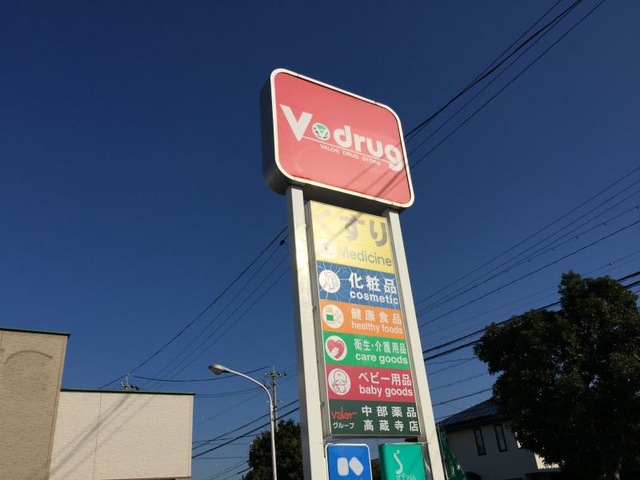 V drug
VALOR DRUG STORE
くすり
Medicine
化粧品
cosmetic
健康食品
healthy foods
衛生・介護用品
care goods
ベビー用品
baby goods
Valor
グループ
中部薬品
高蔵寺店